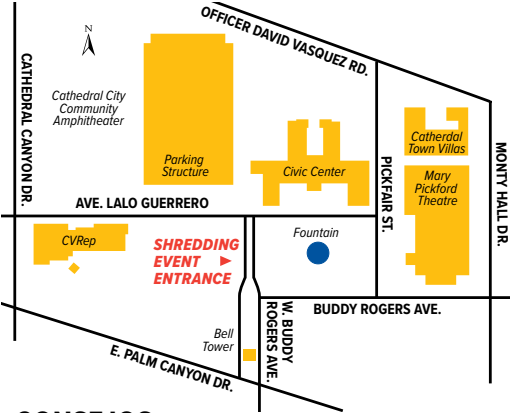 OFFICER DAVID VASQUEZ RD.
N
CATHEDRAL CANYON DR.
Cathedral City
Community
Amphitheater
Parking
Structure
Civic Center
Catherdal
Town Villas
Mary
Pickford
Theatre
PICKFAIR ST.
MONTY HALL DR.
AVE. LALO GUERRERO
CVRep
SHREDDING
EVENT
ENTRANCE
Fountain
BUDDY ROGERS AVE.
Bell
Tower
W. BUDDY
ROGERS AVE.
E. PALM CANYON DR.